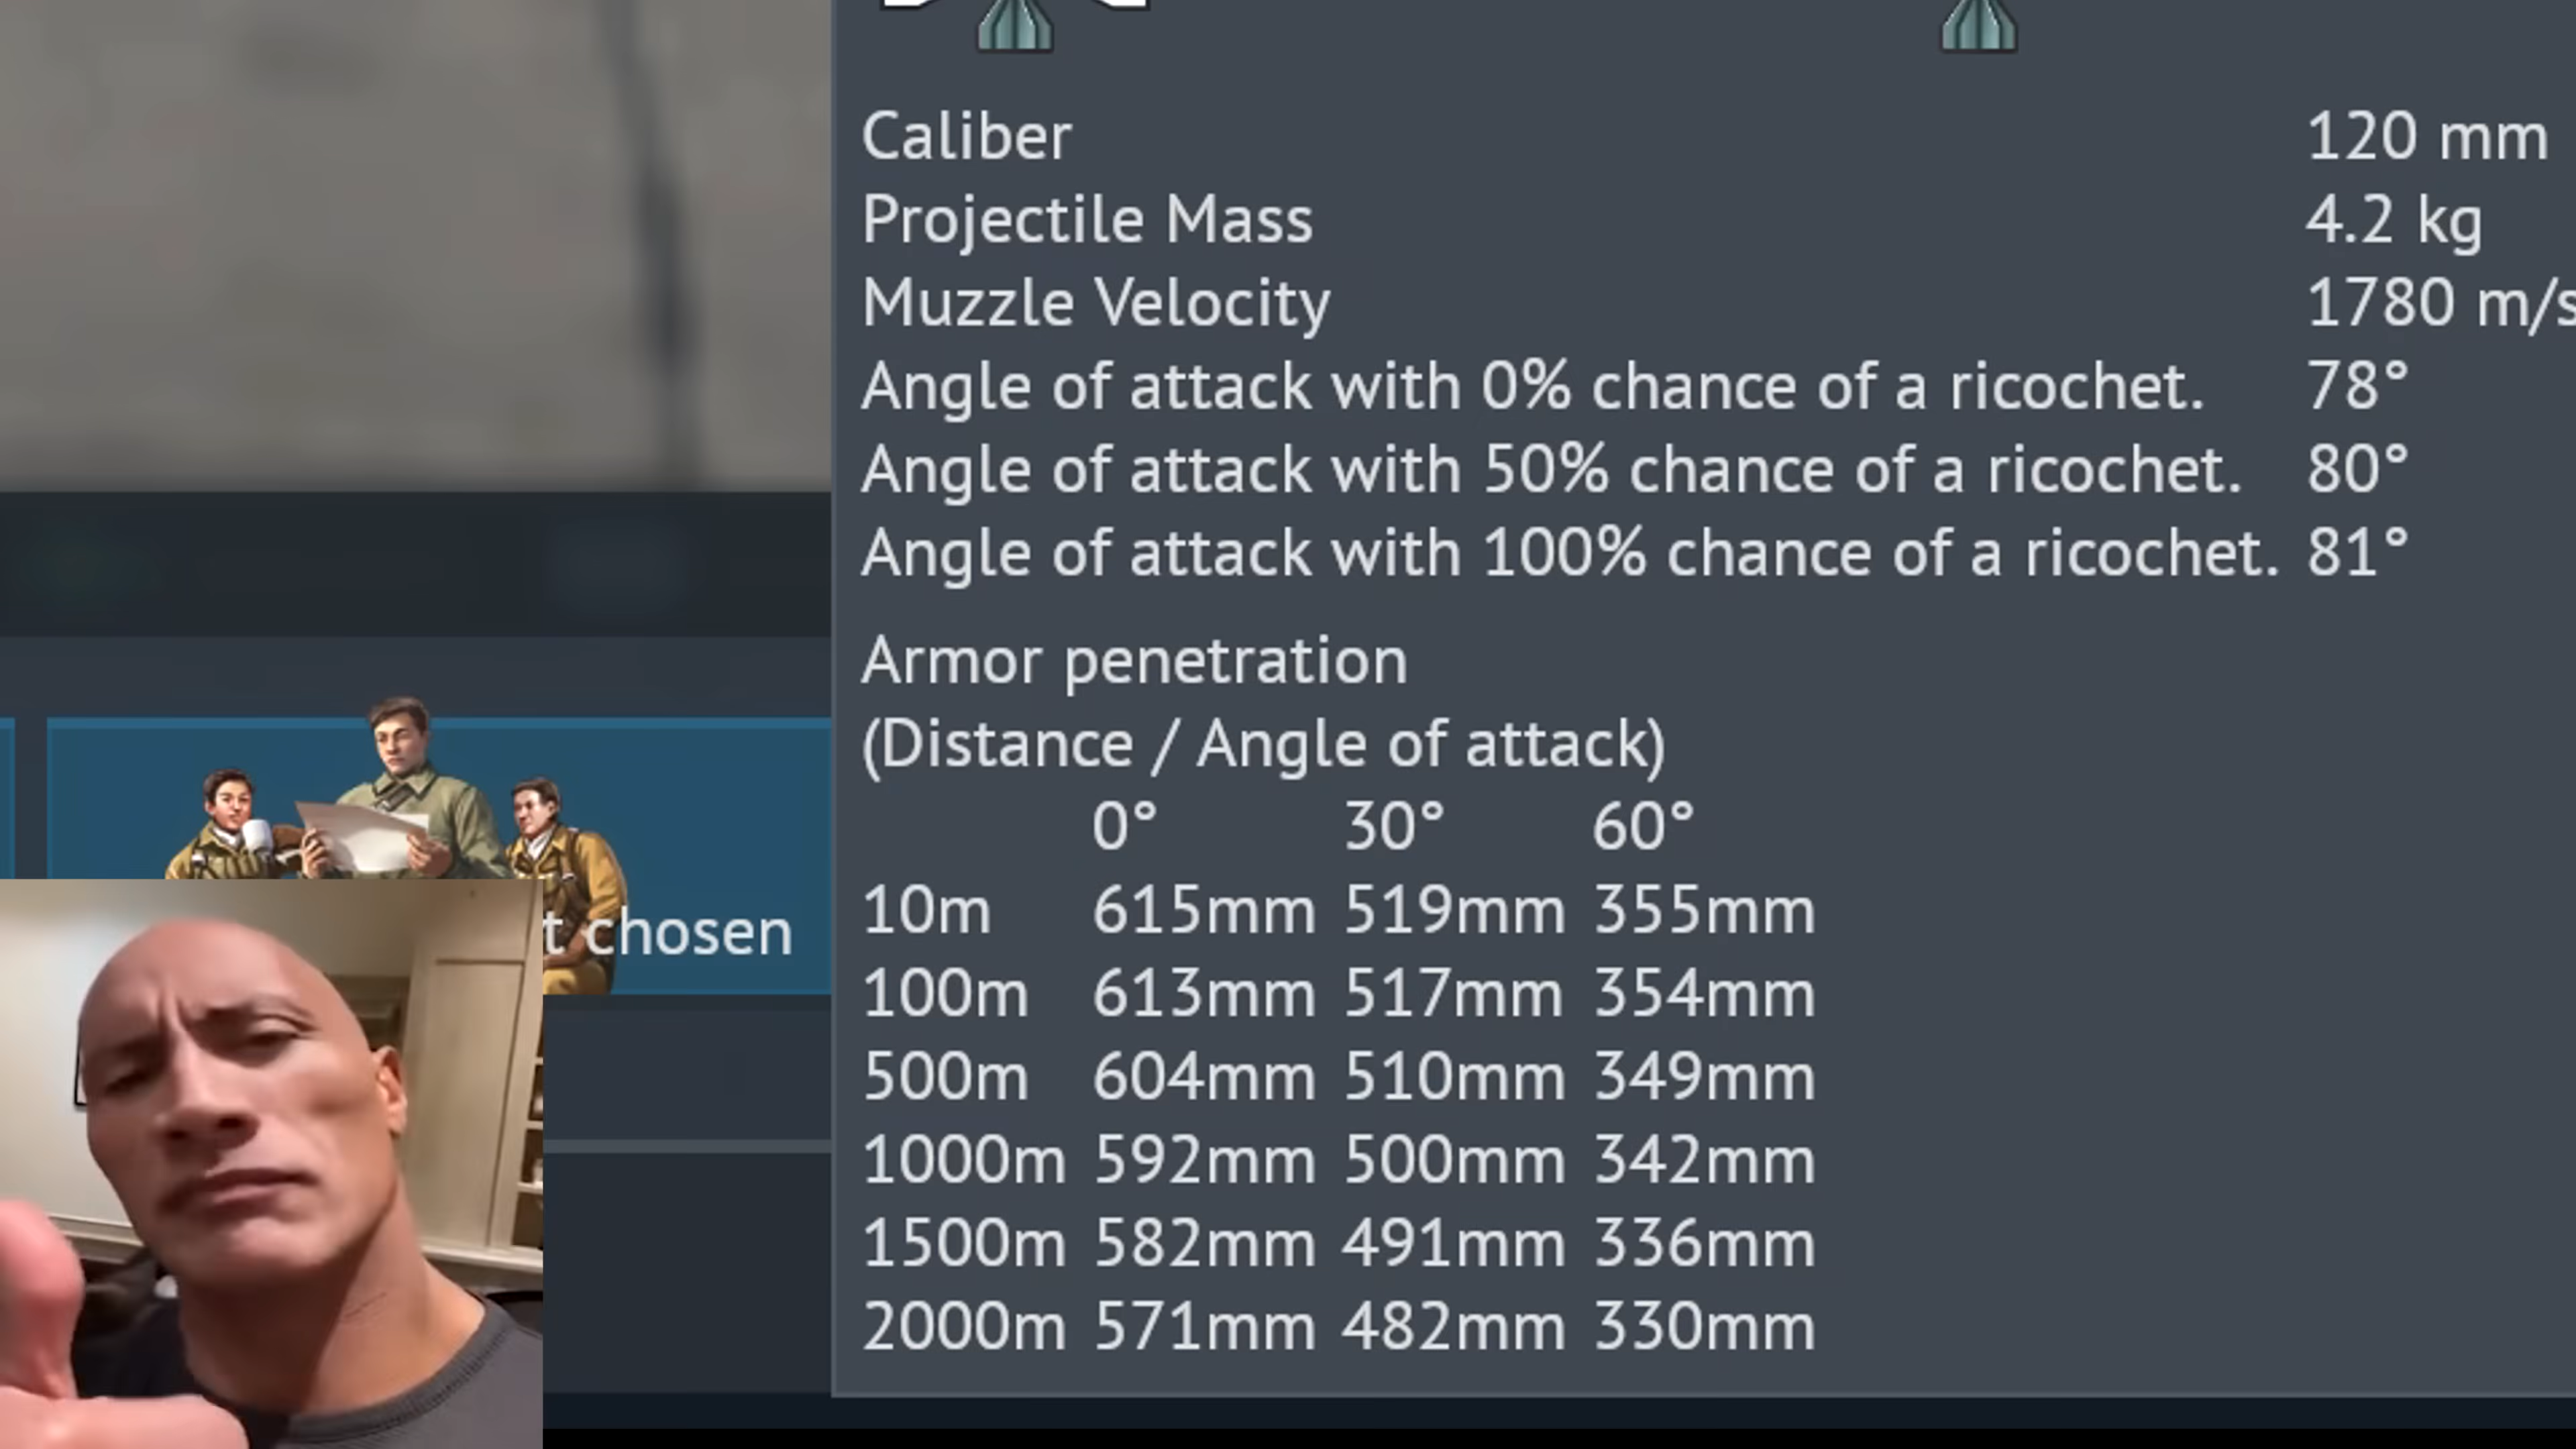 Caliber 120 mm
Projectile Mass 4.2 kg
Muzzle Velocity 1780 m/s
Angle of attack with 0% chance of a ricochet. 78°
Angle of attack with 50% chance of a ricochet. 80°
Angle of attack with 100% chance of a ricochet. 81°
Armor penetration
(Distance / Angle of attack)
0° 30° 60°
10m 615mm 519mm 355mm
100m 613mm 517mm 354mm
500m 604mm 510mm 349mm
1000m 592mm 500mm 342mm
1500m 582mm 491mm 336mm
2000m 571mm 482mm 330mm
chosen